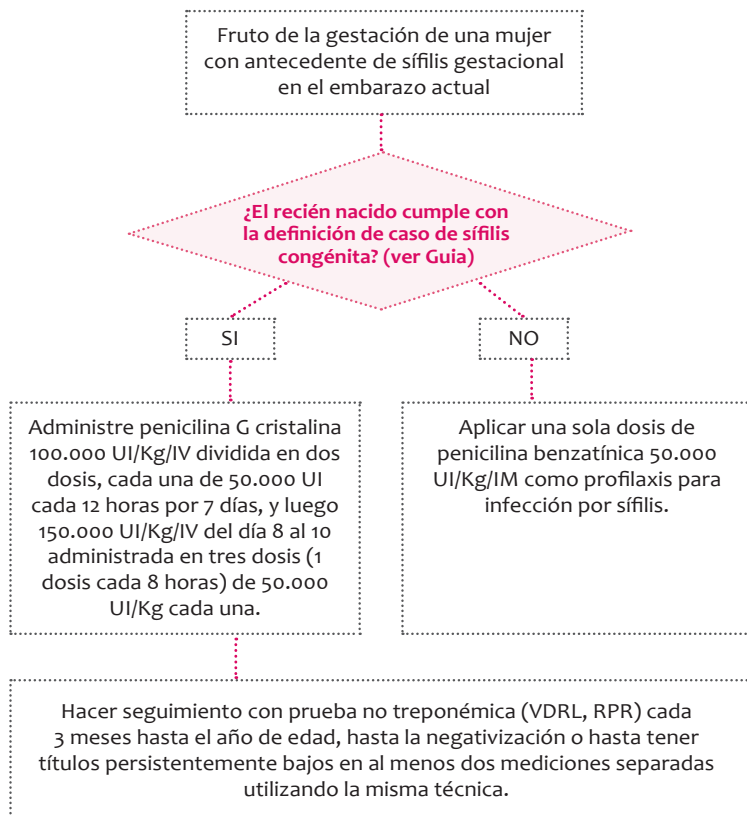 Fruto de la gestación de una mujer
con antecedente de sífilis gestacional
en el embarazo actual
¿El recién nacido cumple con
la definición de caso de sífilis
congénita? (ver Guia)
SI
NO
Administre penicilina G cristalina
100.000 UI/Kg/IV dividida en dos
dosis, cada una de 50.000 UI
cada 12 horas por 7 días, y luego
150.000 UI/Kg/IV del día 8 al 10
administrada en tres dosis (1
dosis cada 8 horas) de 50.000
UI/Kg cada una.
Aplicar una sola dosis de
penicilina benzatínica 50.000
UI/Kg/IM como profilaxis para
infección por sífilis.
Hacer seguimiento con prueba no treponémica (VDRL, RPR) cada
3 meses hasta el año de edad, hasta la negativización o hasta tener
títulos persistentemente bajos en al menos dos mediciones separadas
utilizando la misma técnica.